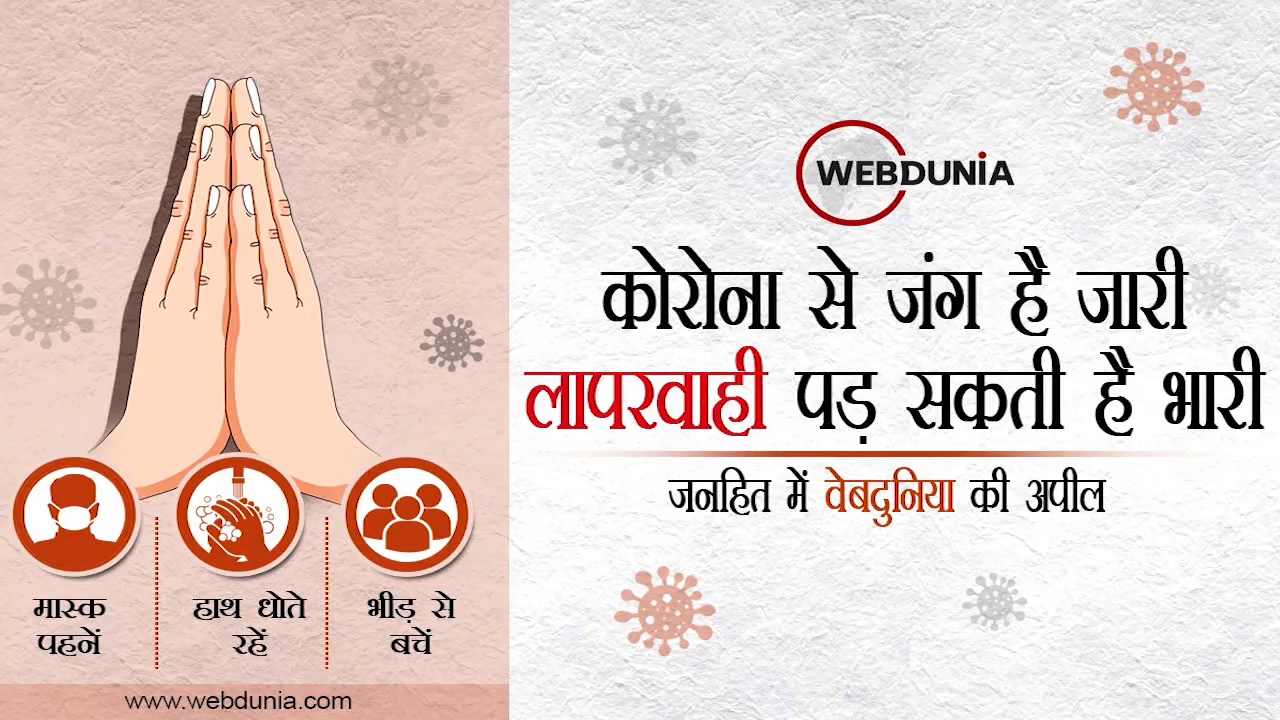 WEBDUNIA
कोरोना से जंग है जारी
लापरवाही पड़ सकती है भारी
जनहित में वेबदुनिया की अपील
मास्क
पहनें
हाथ धोते
रहें
भीड़ से
बचें
www.webdunia.com